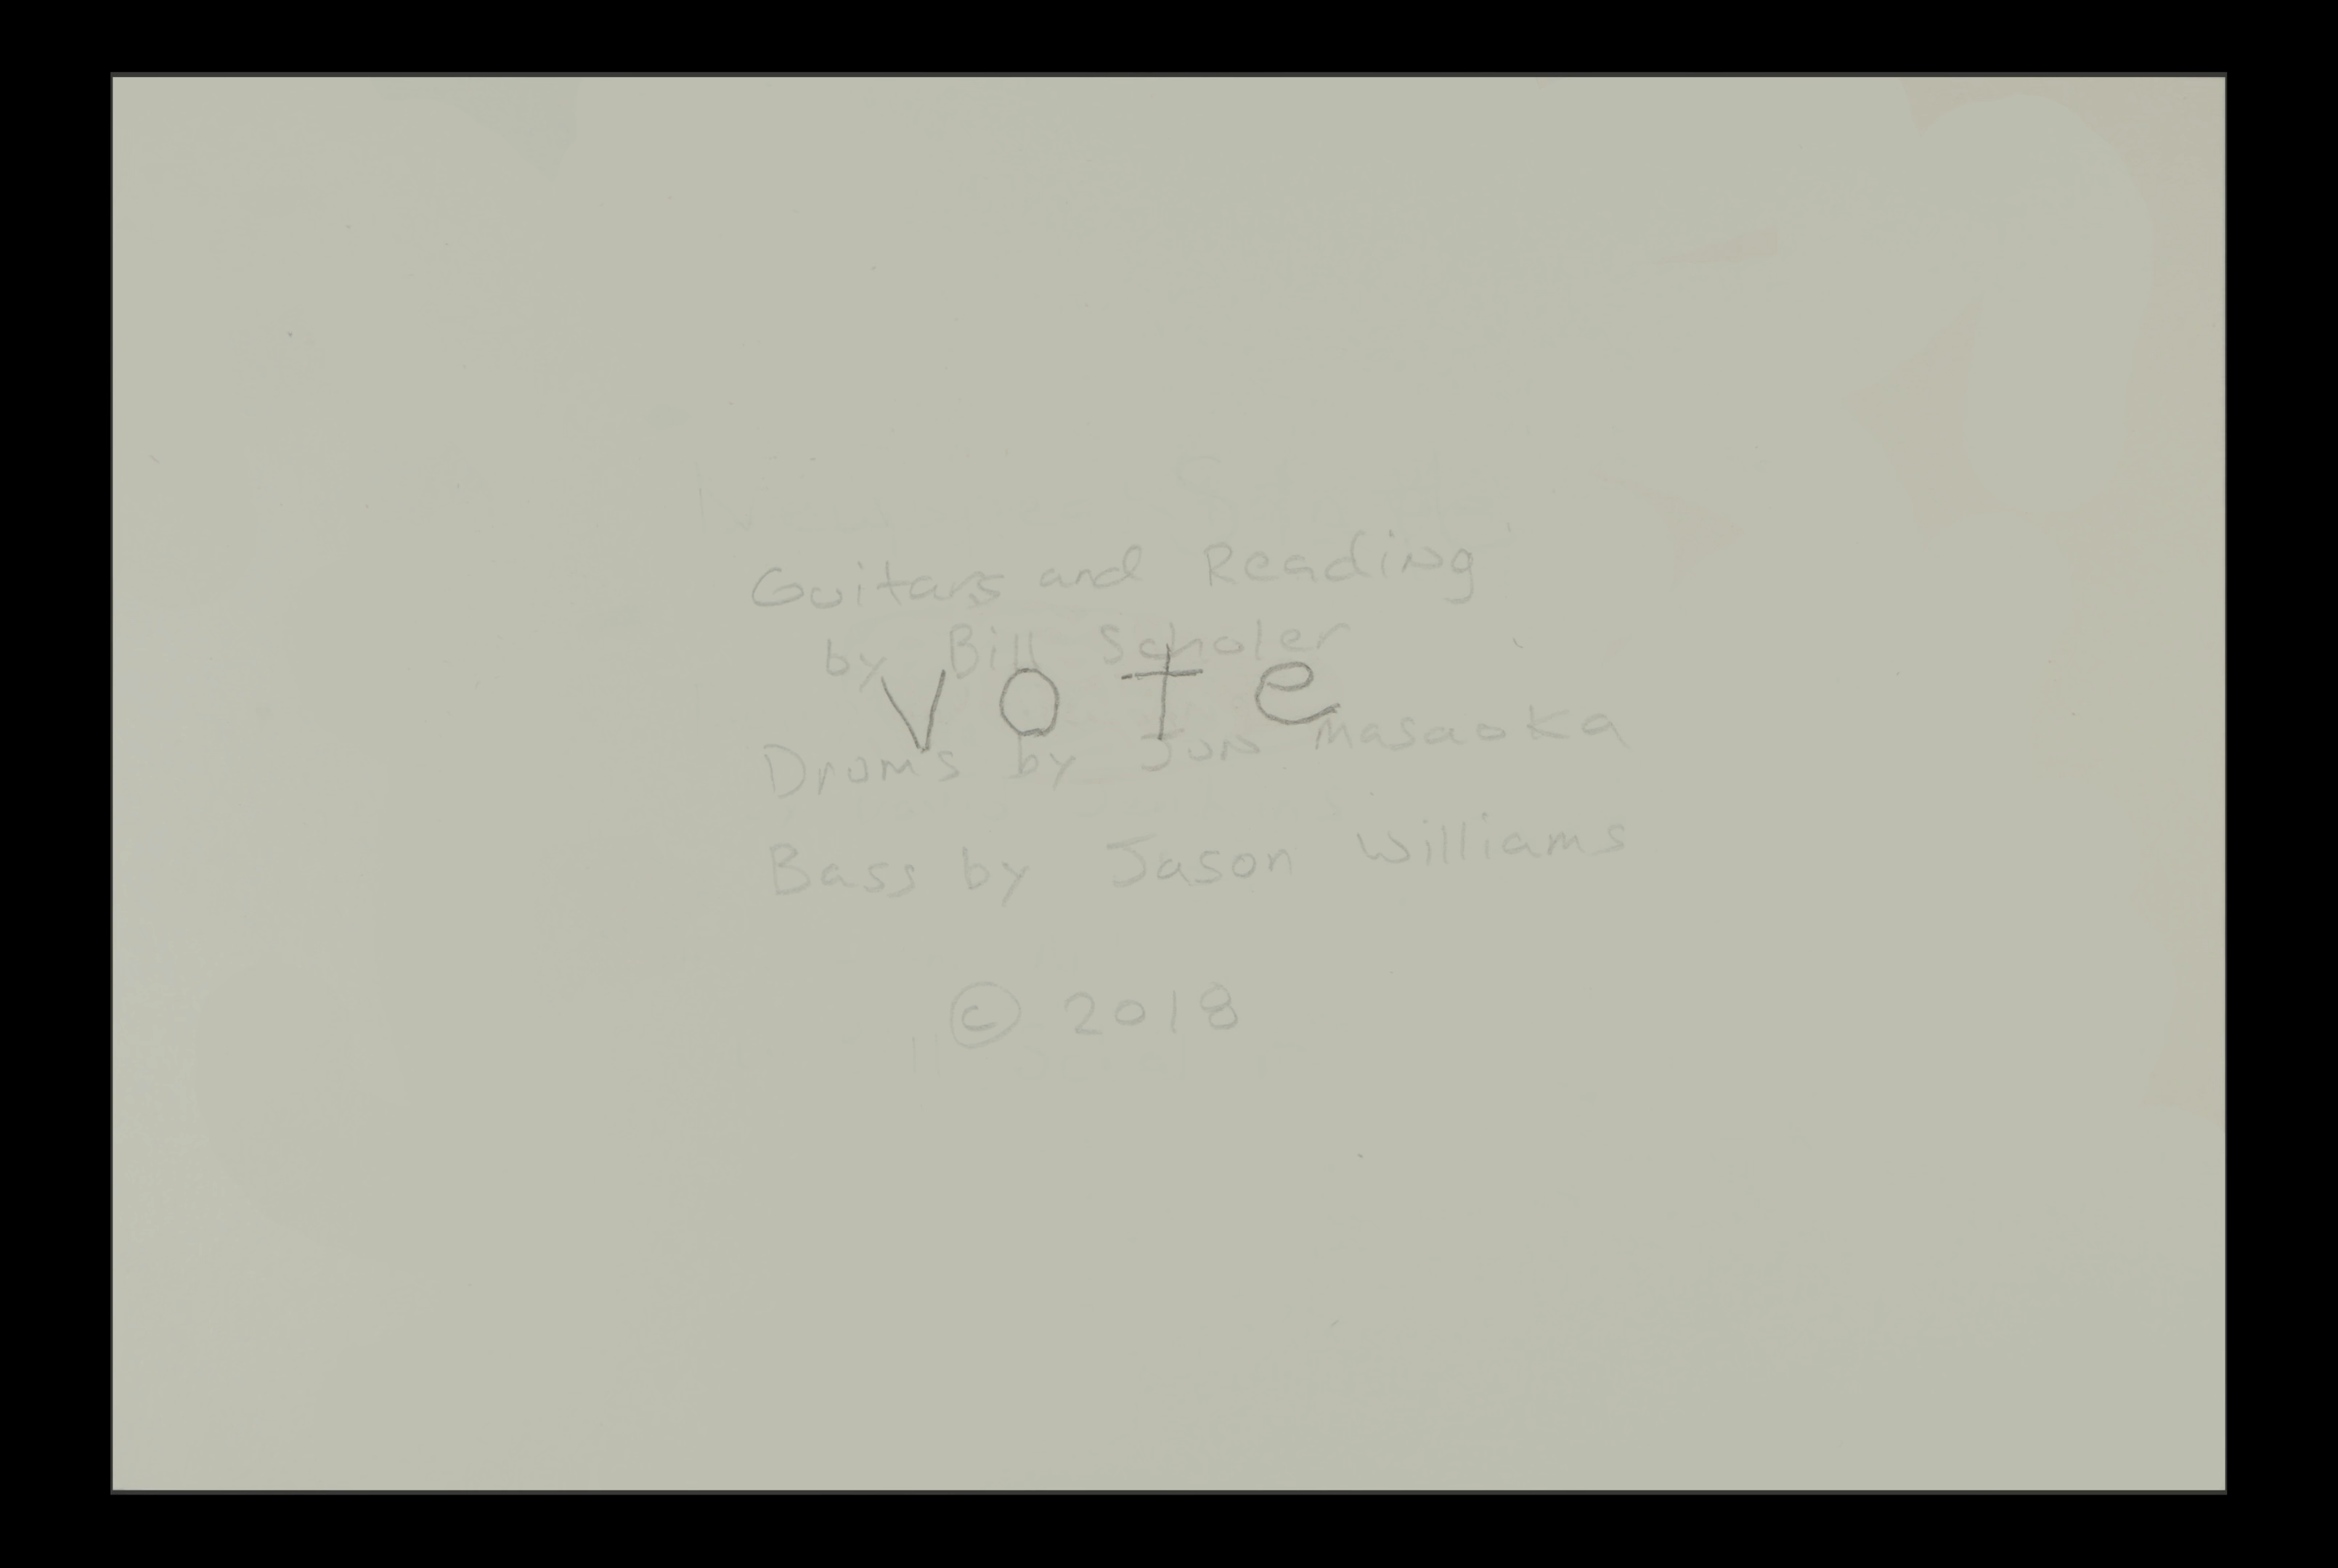 Guitars and Reading
by Bill Scholer
vote
Drums by Jun Masaoka
Bass by Jason Williams
© 2018